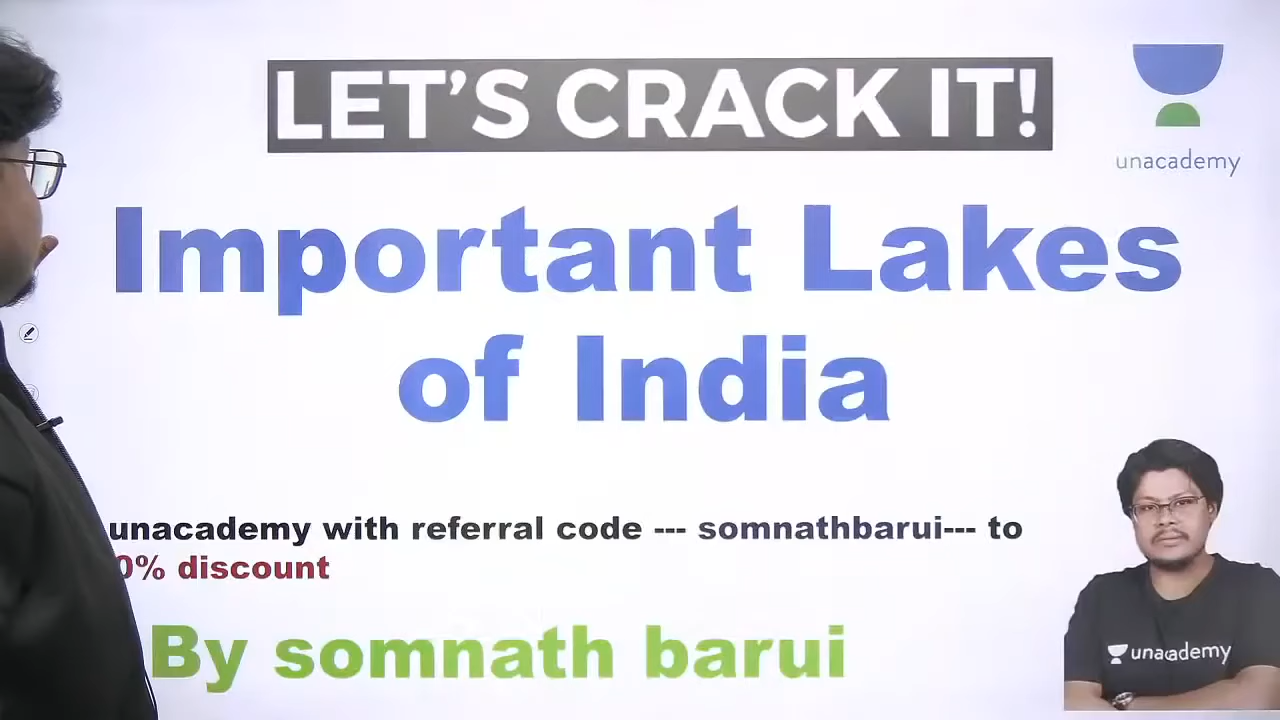 LET'S CRACK IT!
unacademy
Important Lakes
of India
unacademy with referral code --- somnathbarui--- to
0% discount
By somnath barui
unacademy